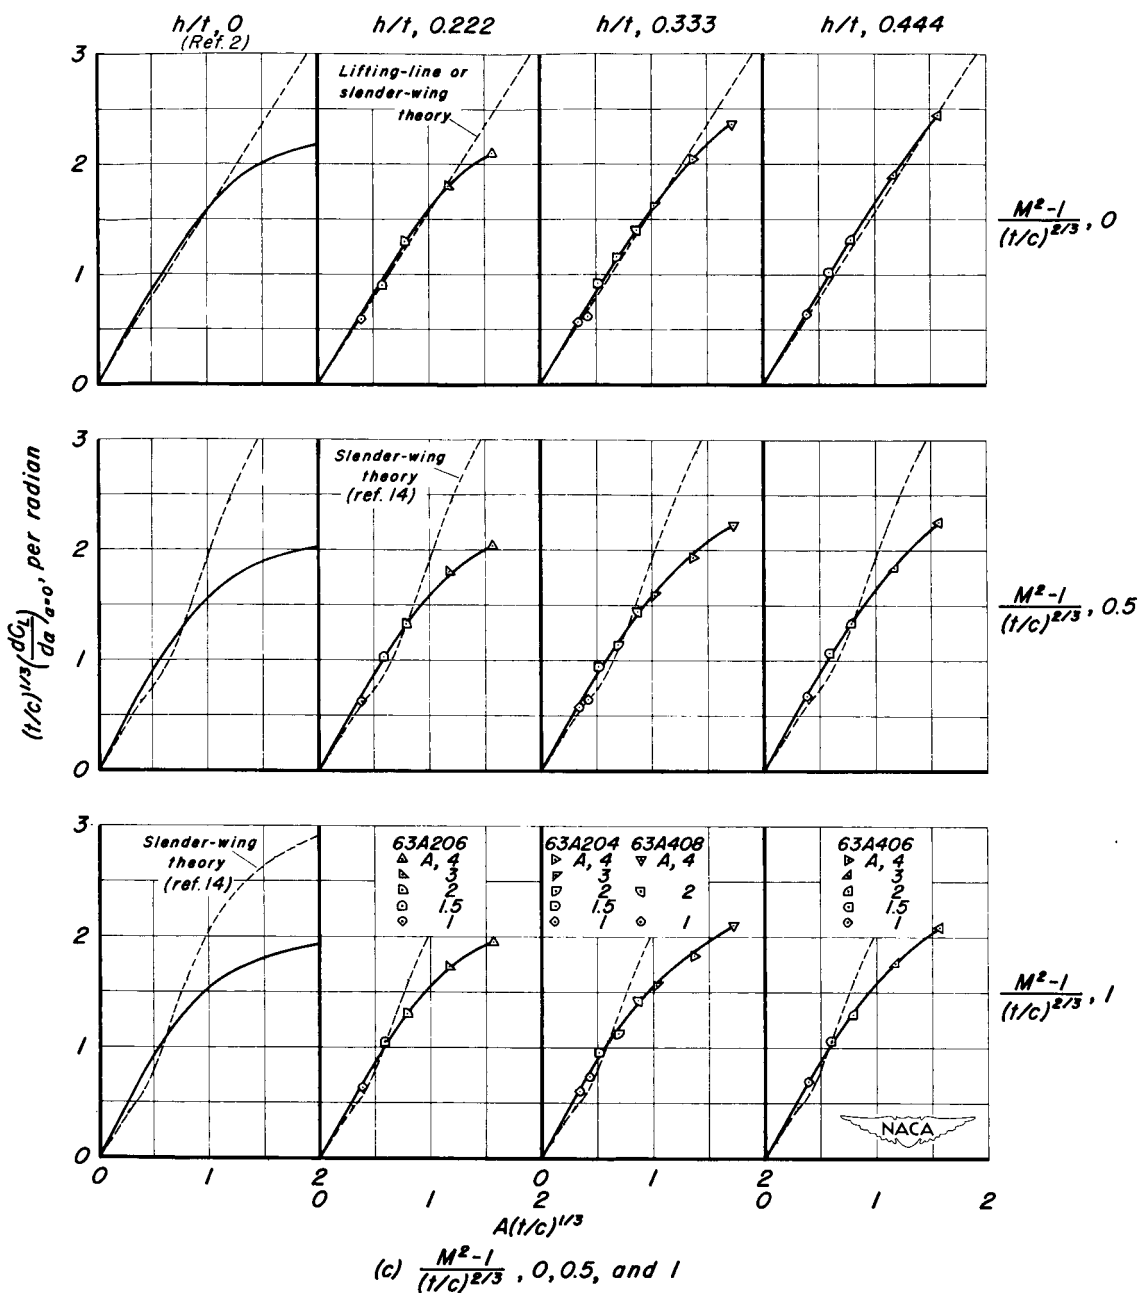 h/t, 0
(Ref. 2)
h/t, 0.222
h/t, 0.333
h/t, 0.444
3
2
1
0
Lifting-line or
slender-wing
theory
M²-1
(t/c)^2/3 , 0
3
2
1
0
Slender-wing
theory
(ref. 14)
M²-1
(t/c)^2/3 , 0.5
(t/c)^1/3 (dC_L/dα)_α=0, per radian
3
2
1
0
Slender-wing
theory
(ref. 14)
63A206
A, 4
3
2
1.5
1
63A204 63A408
A, 4 A, 4
3
2 2
1.5
1 1
63A406
A, 4
3
2
1.5
1
M²-1
(t/c)^2/3 , 1
NACA
0 1 2 0 1 2
0 1 2 0 1 2
A(t/c)^1/3
(c) M²-1
(t/c)^2/3 , 0, 0.5, and 1